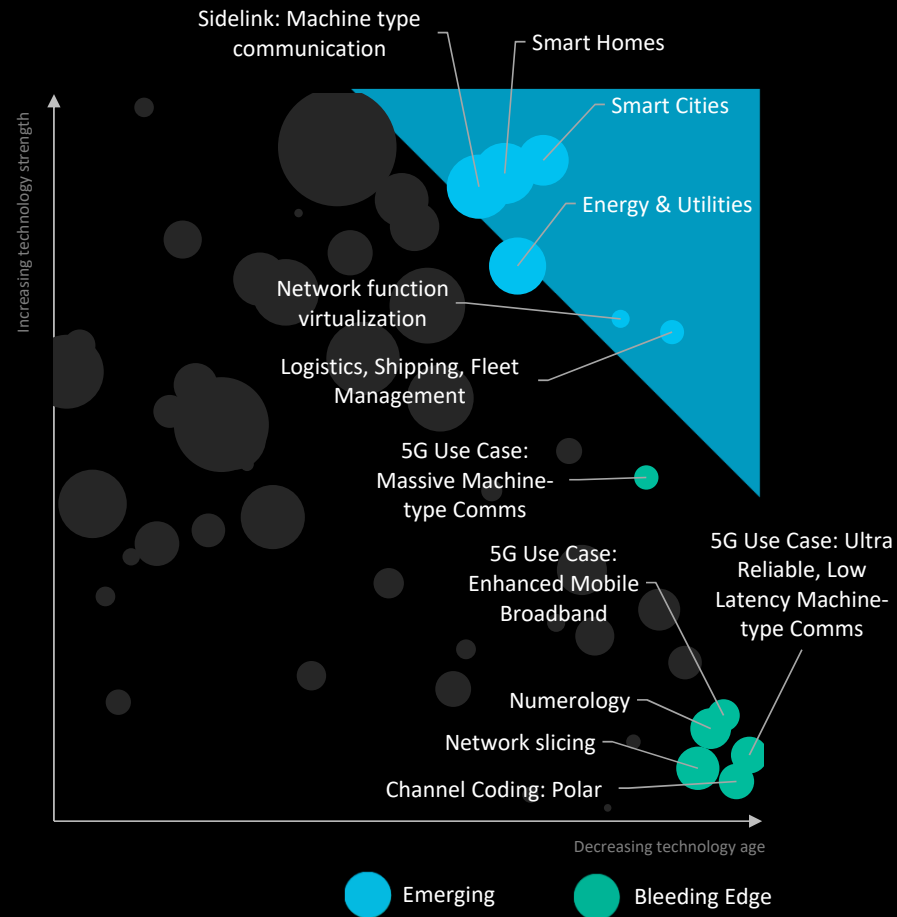 Sidelink: Machine type
communication
Smart Homes
Smart Cities
Increasing technology strength
Energy & Utilities
Network function
virtualization
Logistics, Shipping, Fleet
Management
5G Use Case:
Massive Machine-
type Comms
5G Use Case:
Enhanced Mobile
Broadband
5G Use Case: Ultra
Reliable, Low
Latency Machine-
type Comms
Numerology
Network slicing
Channel Coding: Polar
Decreasing technology age
Emerging
Bleeding Edge